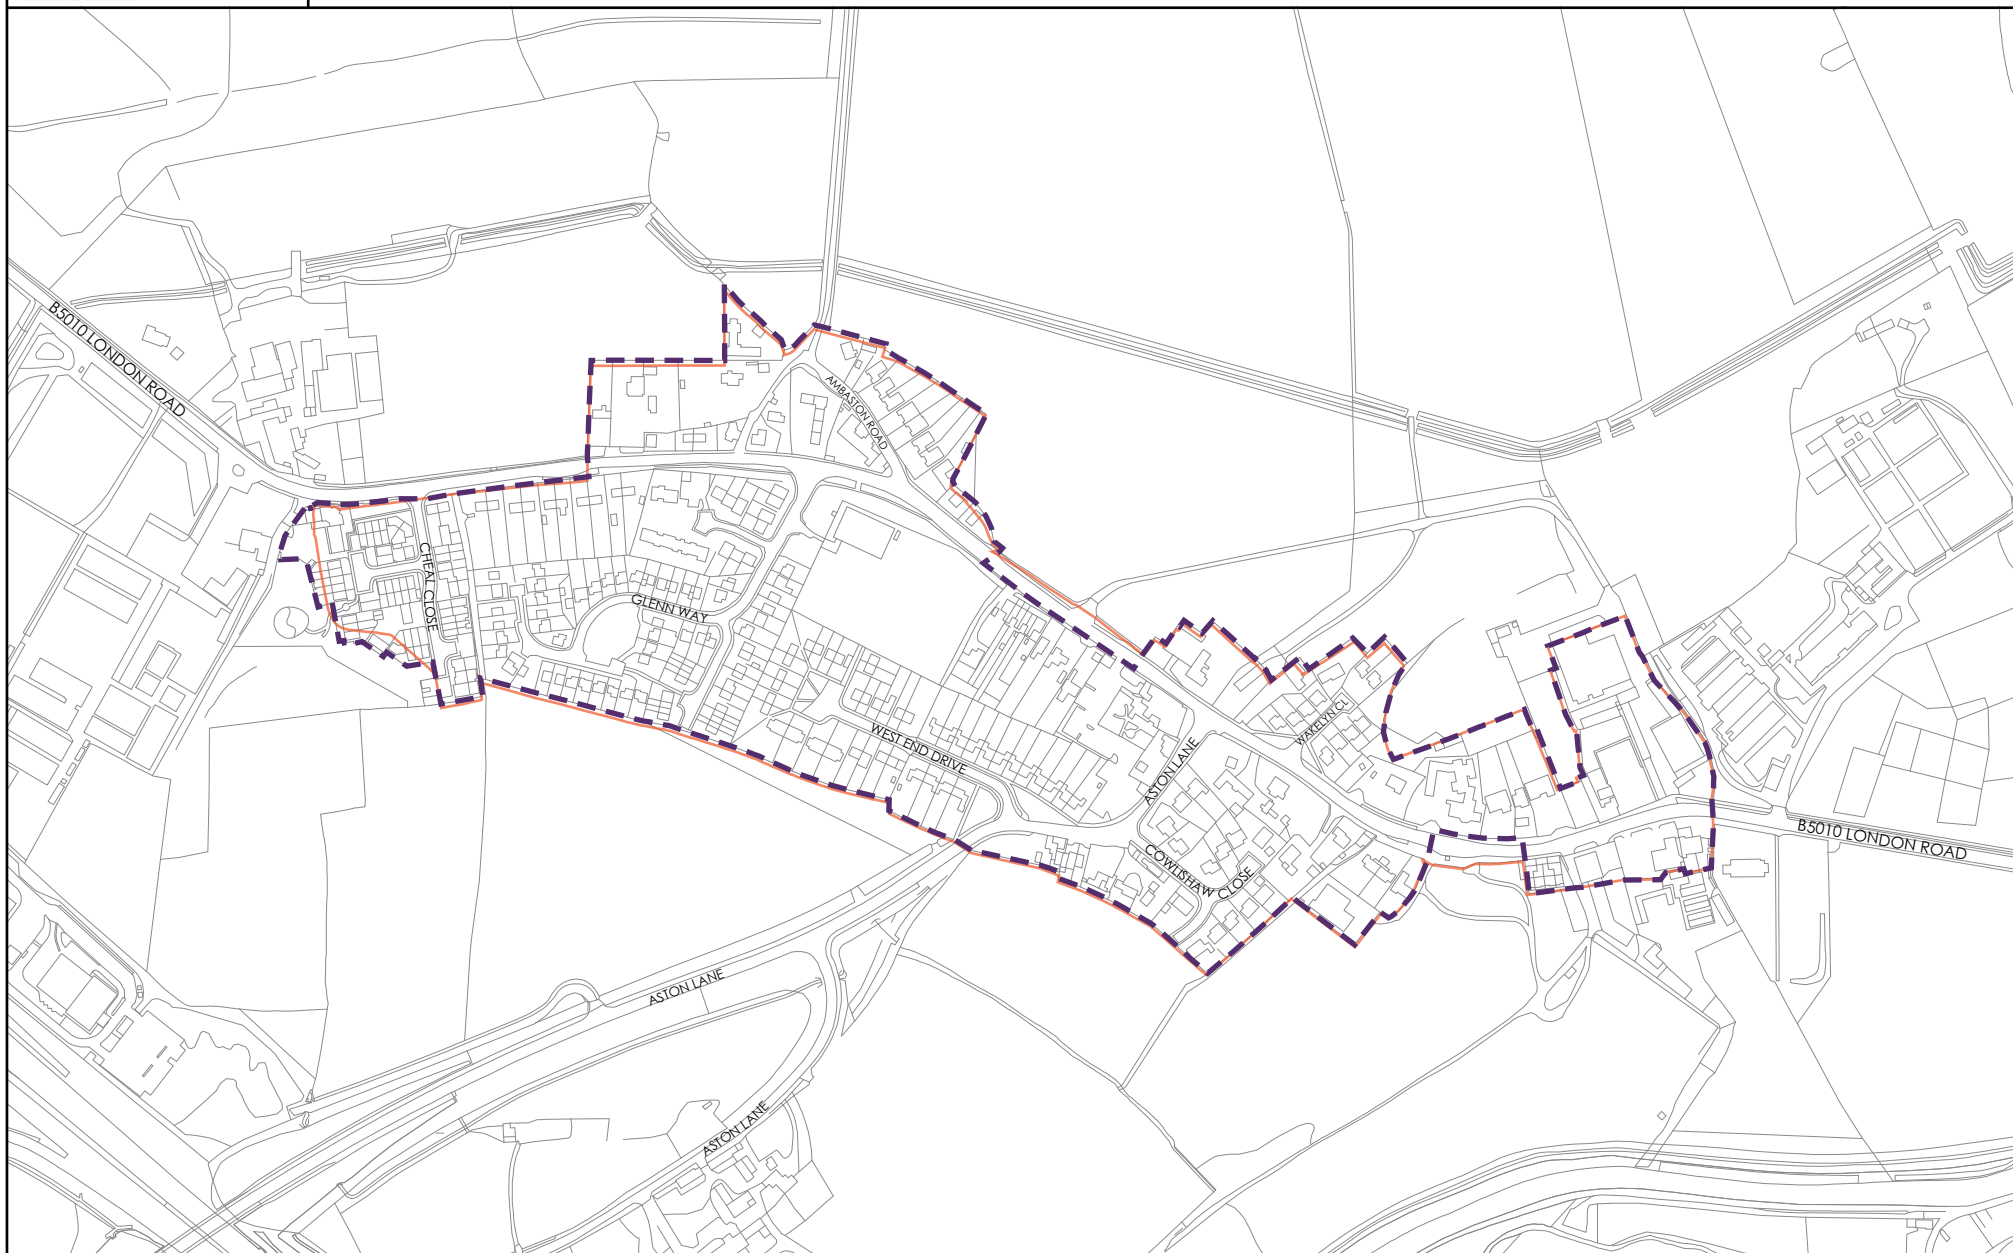 B5010 LONDON ROAD
AMBASTON ROAD
CHEAL CLOSE
GLENN WAY
WAKELYN CL
WEST END DRIVE
ASTON LANE
B5010 LONDON ROAD
COWLISHAW CLOSE
ASTON LANE
ASTON LANE